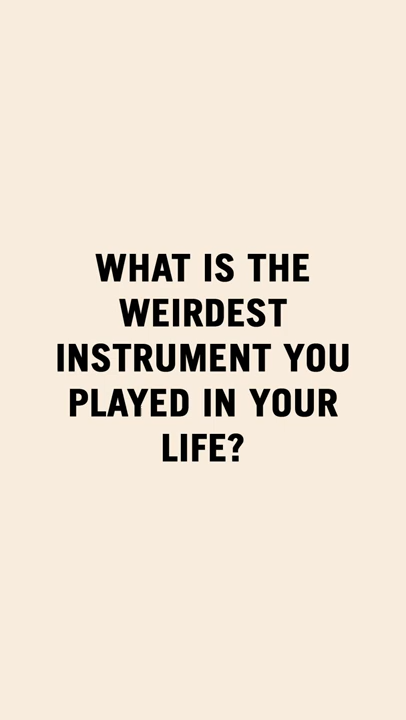 WHAT IS THE
WEIRDEST
INSTRUMENT YOU
PLAYED IN YOUR
LIFE?